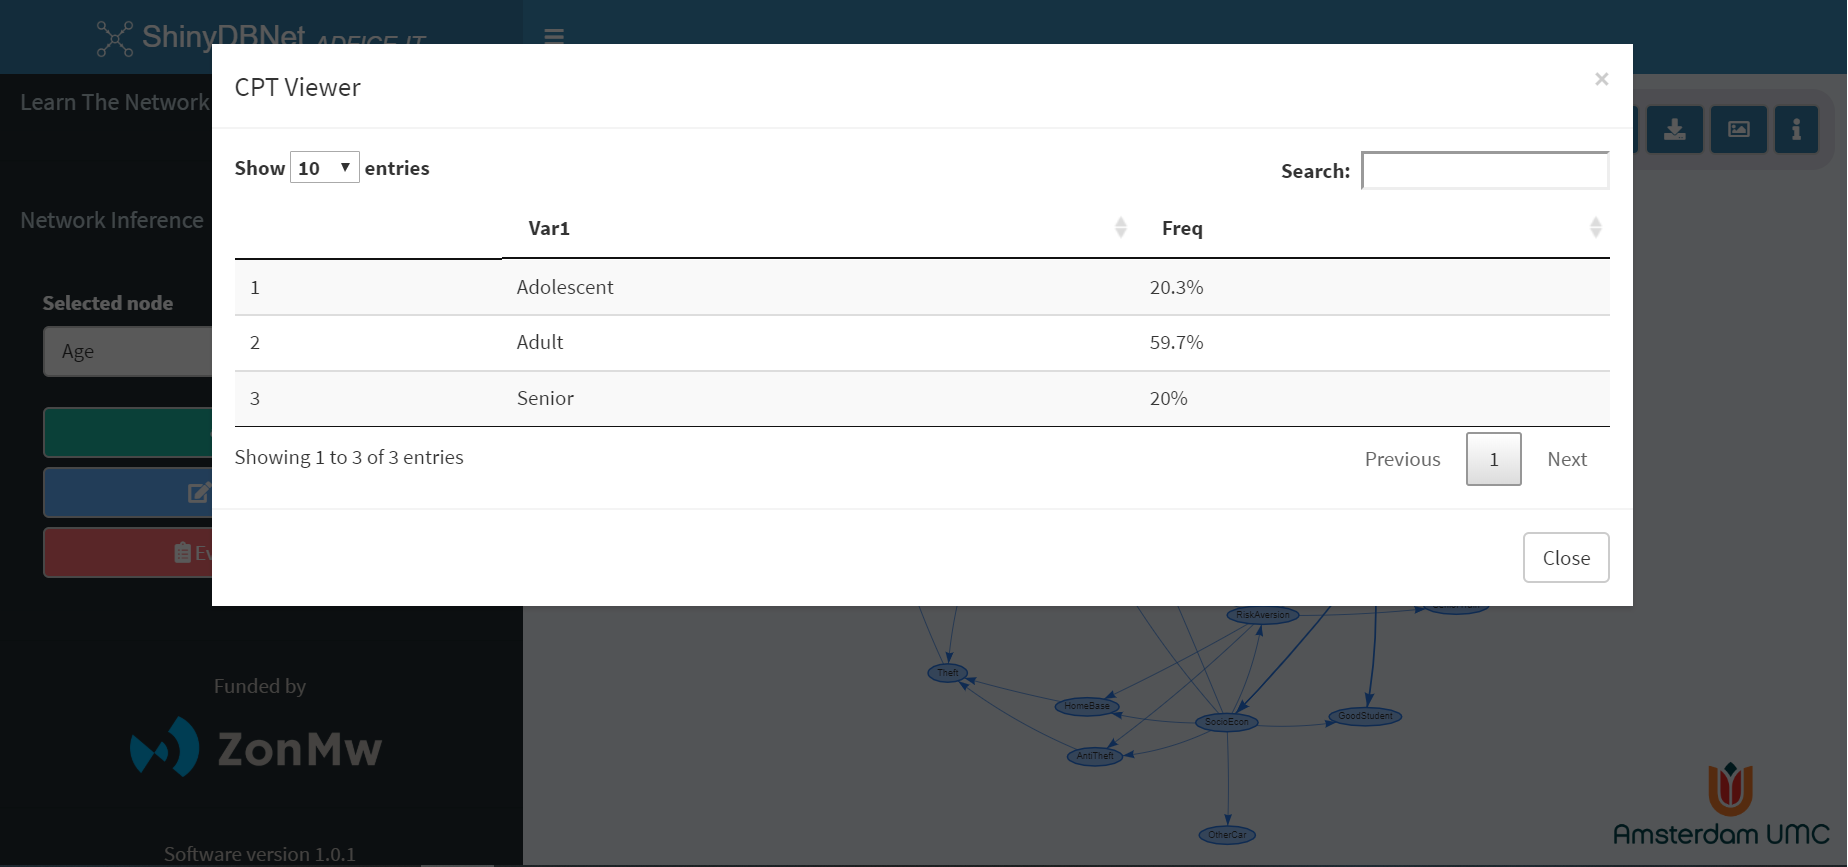 ShinyDBNet ADFICE-IT
CPT Viewer
×
Learn The Network
Show 10 entries
Search:
Network Inference
Var1
Freq
1 Adolescent 20.3%
2 Adult 59.7%
3 Senior 20%
Selected node
Age
Showing 1 to 3 of 3 entries
Previous 1 Next
Close
RiskAversion
Theft
HomeBase
SocioEcon
GoodStudent
AntiTheft
OtherCar
Funded by
ZonMw
Amsterdam UMC
Software version 1.0.1